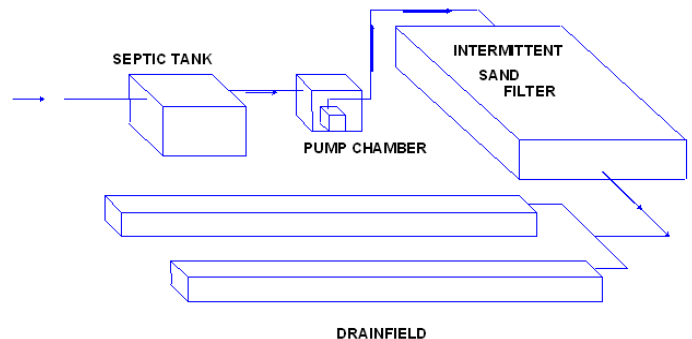 SEPTIC TANK
INTERMITTENT
SAND
FILTER
PUMP CHAMBER
DRAINFIELD